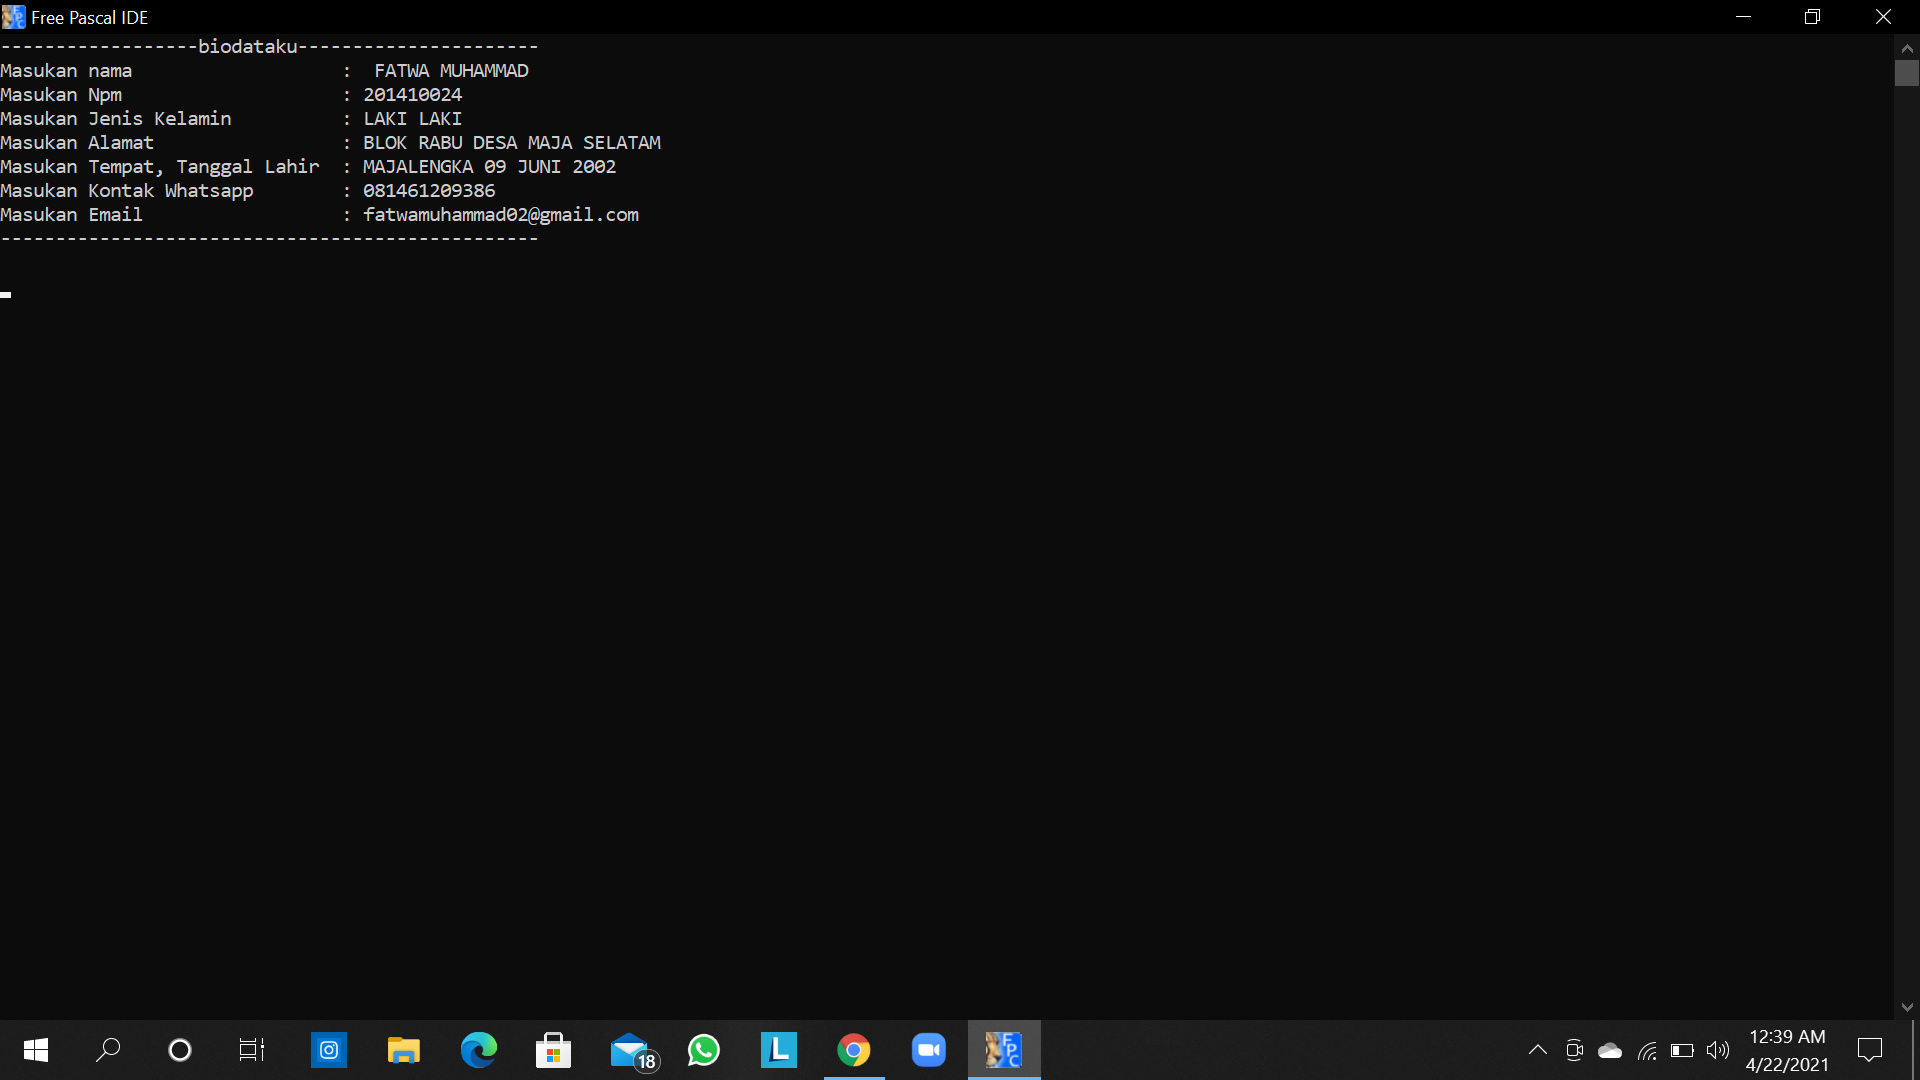 Free Pascal IDE
------------------biodataku----------------------
Masukan nama                   :  FATWA MUHAMMAD
Masukan Npm                    : 201410024
Masukan Jenis Kelamin          : LAKI LAKI
Masukan Alamat                 : BLOK RABU DESA MAJA SELATAM
Masukan Tempat, Tanggal Lahir  : MAJALENGKA 09 JUNI 2002
Masukan Kontak Whatsapp        : 081461209386
Masukan Email                  : fatwamuhammad02@gmail.com
-------------------------------------------------
18
L
FPC
12:39 AM
4/22/2021